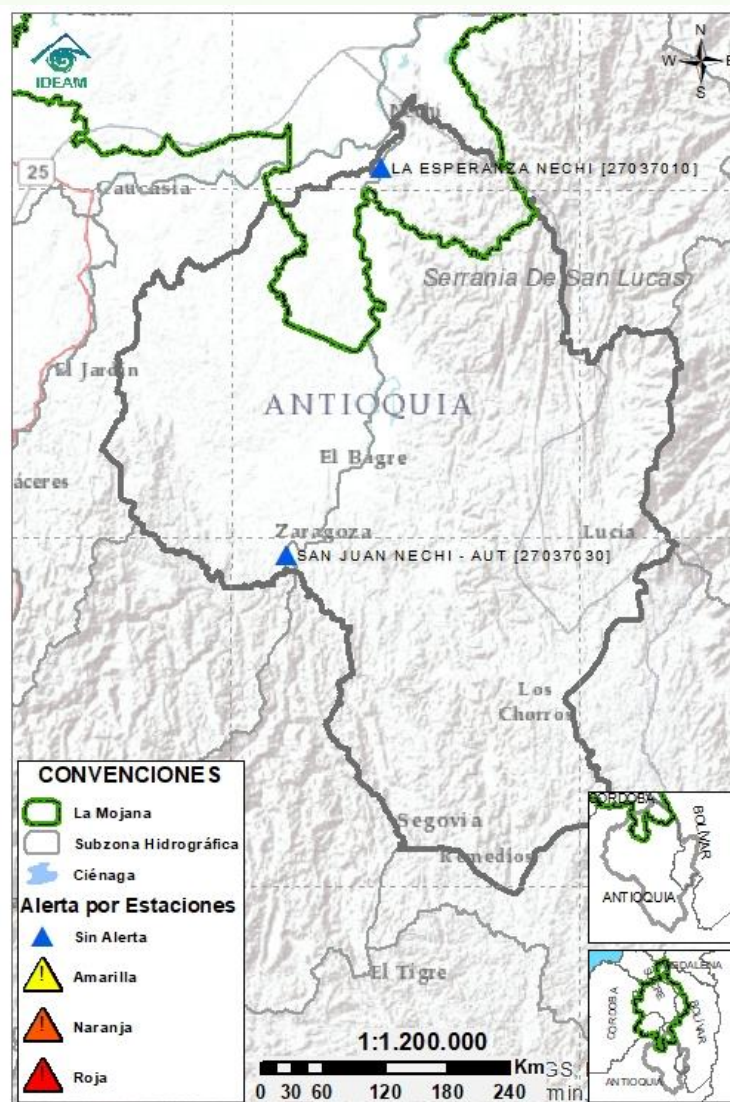 IDEAM
N
W E
S
25
Caucasia
LA ESPERANZA NECHI [27037010]
Serrania De San Lucas
El Jardin
ANTIOQUIA
El Bagre
áceres
Zaragoza
Lucia
SAN JUAN NECHI - AUT [27037030]
Los
Chorros
Segovia
Remedios
El Tigre
CONVENCIONES
La Mojana
Subzona Hidrográfica
Ciénaga
Alerta por Estaciones
Sin Alerta
Amarilla
Naranja
Roja
1:1.200.000
Km
0 30 60 120 180 240
GS,
min
CORDOBA
BOLIVAR
ANTIOQUIA
CORDOBA
BOLIVAR
ANTIOQUIA